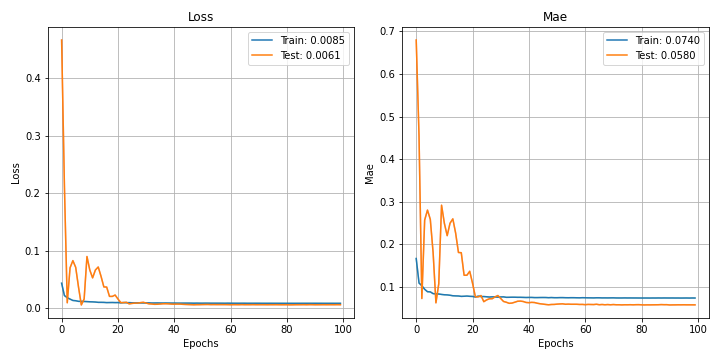 Loss
Train: 0.0085
Test: 0.0061
Loss
0.4
0.3
0.2
0.1
0.0
0 20 40 60 80 100
Epochs
Mae
Train: 0.0740
Test: 0.0580
Mae
0.7
0.6
0.5
0.4
0.3
0.2
0.1
0 20 40 60 80 100
Epochs